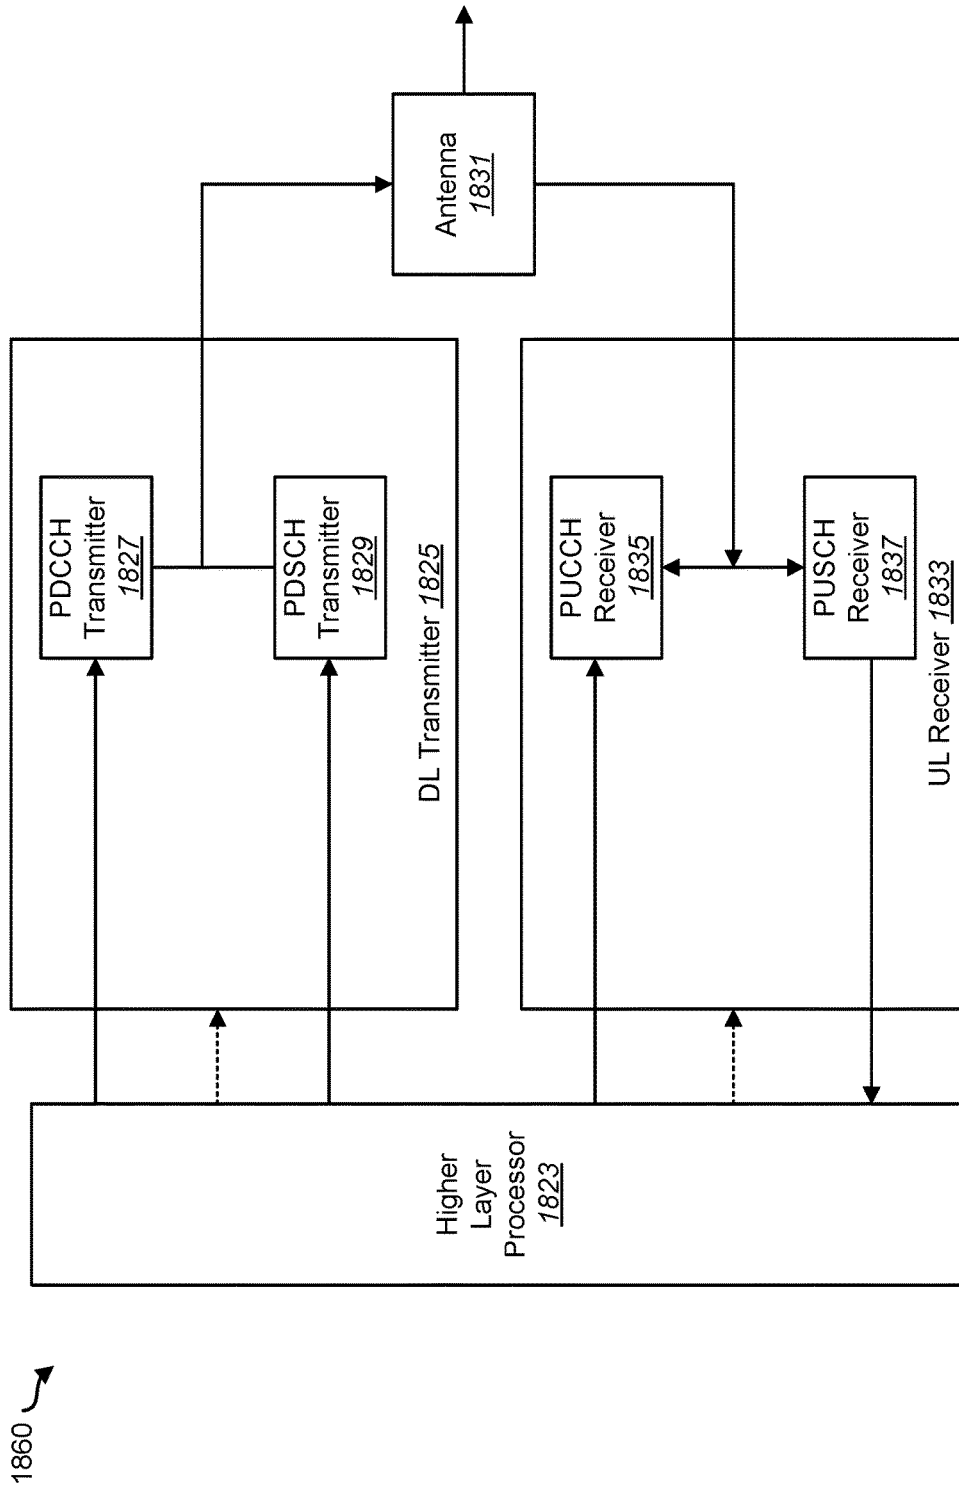 1860
Higher
Layer
Processor
1823
PDCCH
Transmitter
1827
PDSCH
Transmitter
1829
DL Transmitter 1825
PUCCH
Receiver
1835
PUSCH
Receiver
1837
UL Receiver 1833
Antenna
1831